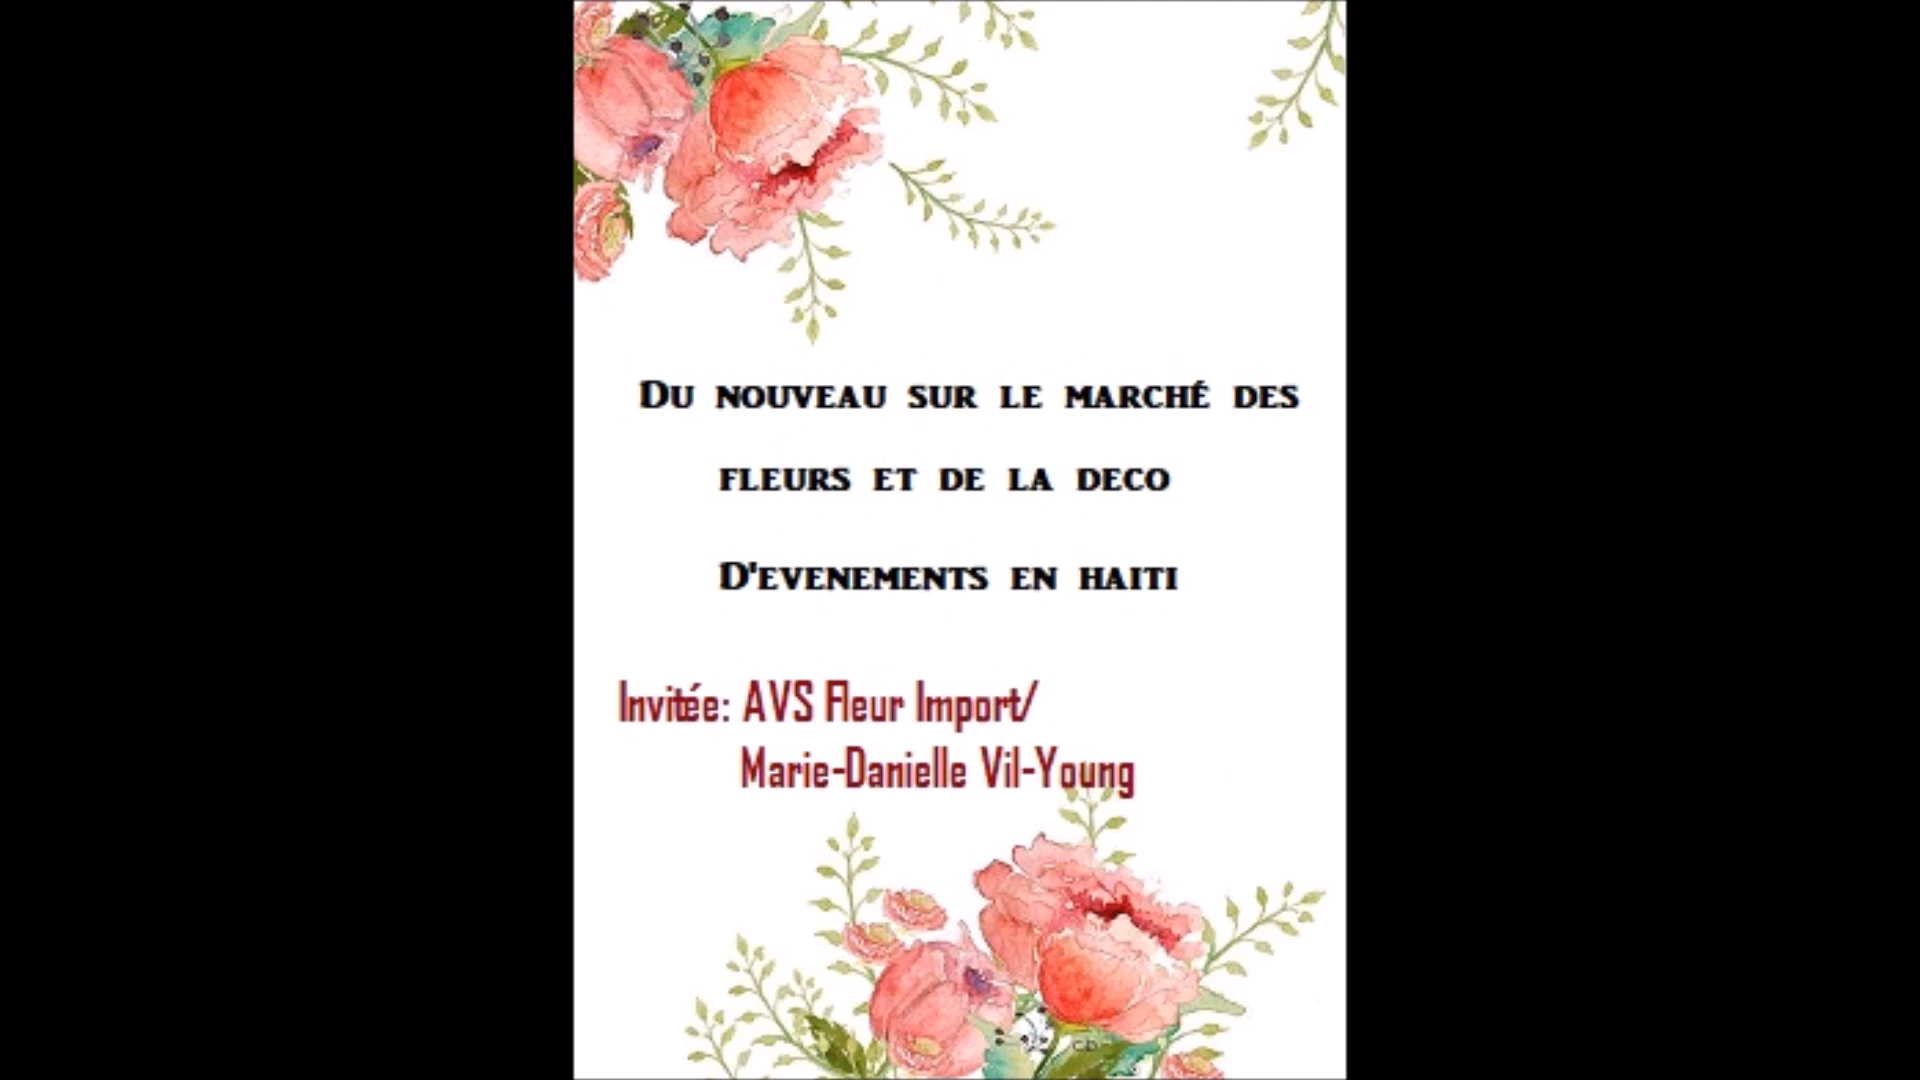 Du nouveau sur le marché des
fleurs et de la deco
D'evenements en haiti
Invitée: AVS Fleur Import/
Marie-Danielle Vil-Young